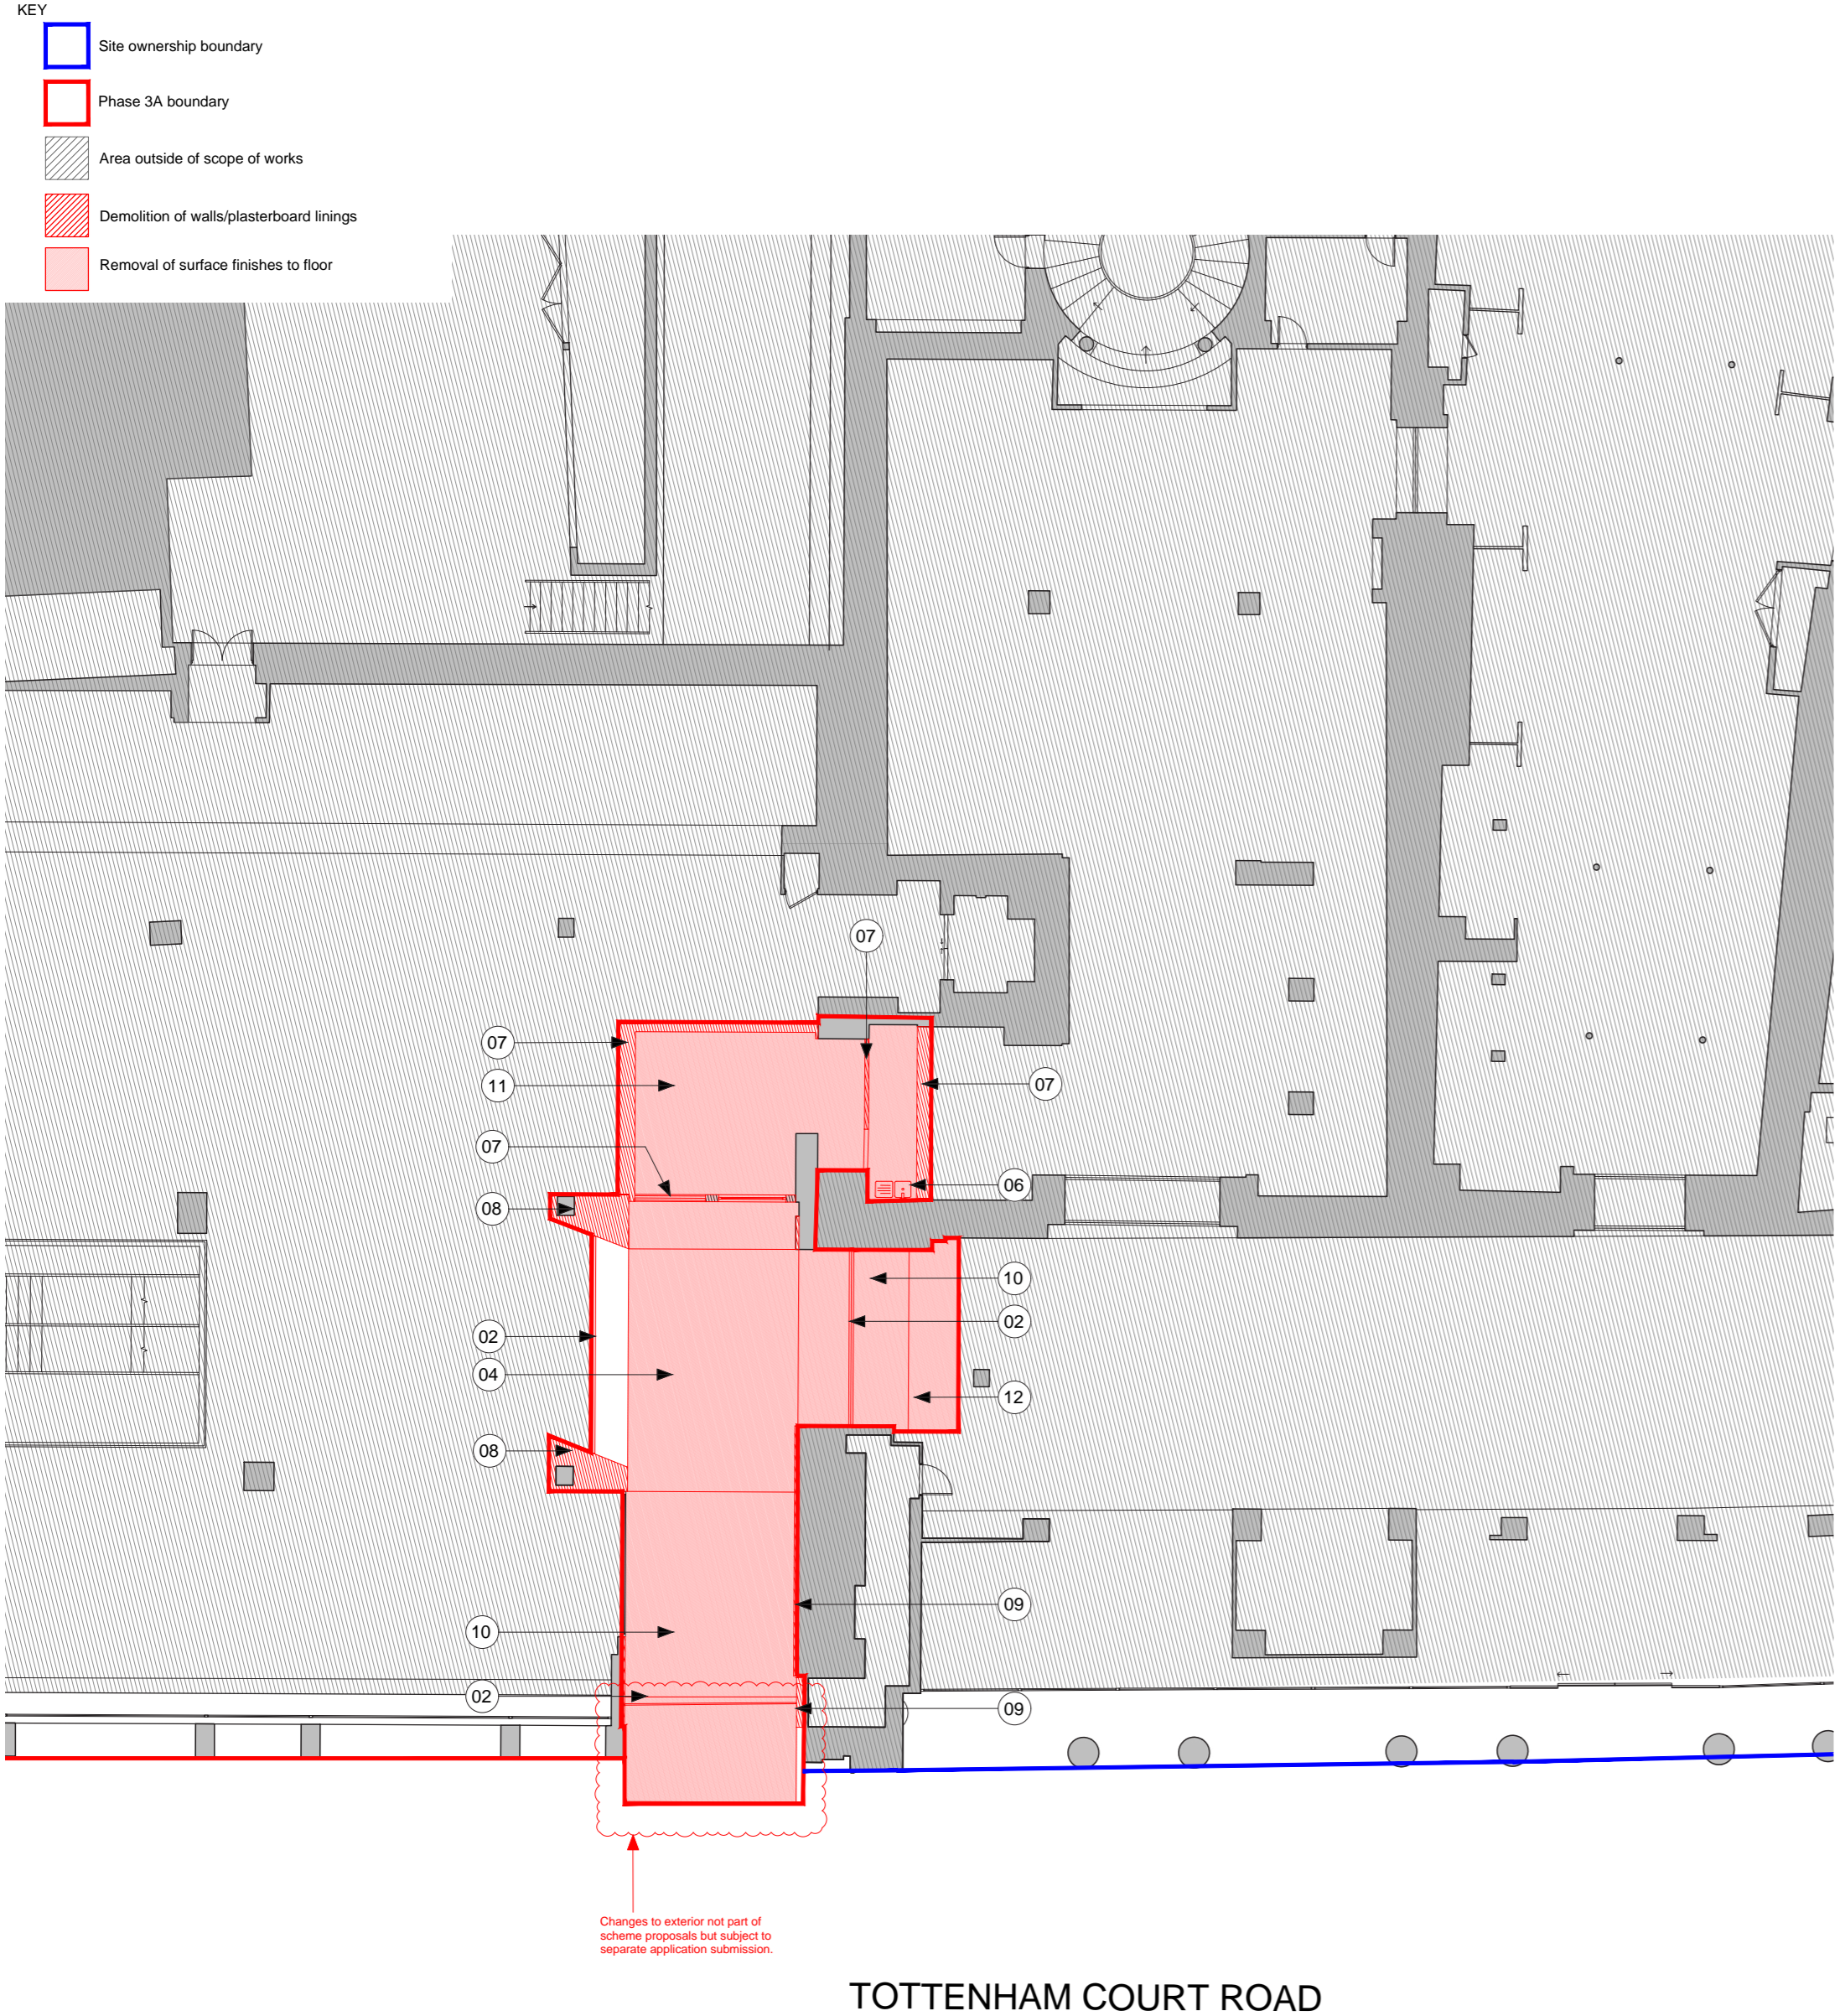 KEY
Site ownership boundary
Phase 3A boundary
Area outside of scope of works
Demolition of walls/plasterboard linings
Removal of surface finishes to floor
07
07
11
07
07
06
08
10
02
02
04
12
08
09
10
02
09
Changes to exterior not part of
scheme proposals but subject to
separate application submission.
TOTTENHAM COURT ROAD